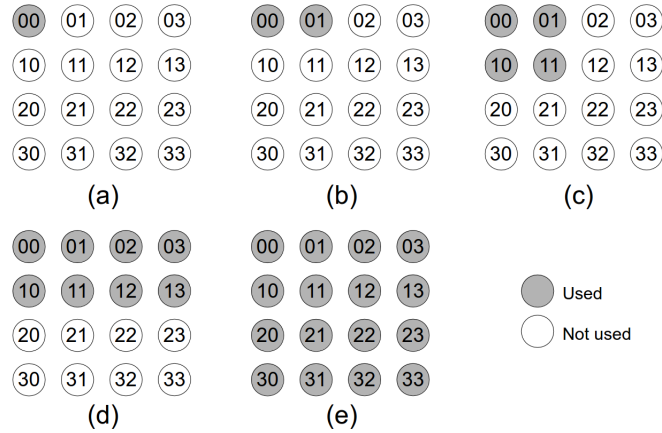 00 01 02 03 00 01 02 03 00 01 02 03
10 11 12 13 10 11 12 13 10 11 12 13
20 21 22 23 20 21 22 23 20 21 22 23
30 31 32 33 30 31 32 33 30 31 32 33
(a) (b) (c)
00 01 02 03 00 01 02 03
10 11 12 13 10 11 12 13
Used
20 21 22 23 20 21 22 23
Not used
30 31 32 33 30 31 32 33
(d) (e)